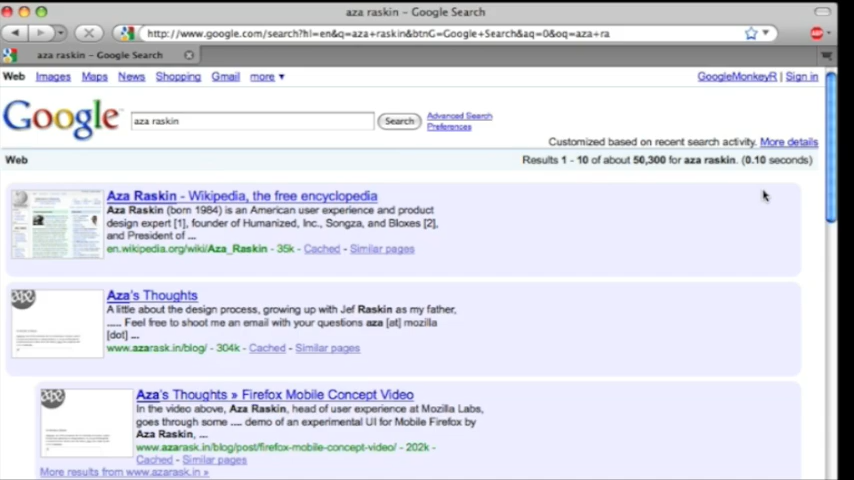 aza raskin - Google Search
http://www.google.com/search?hl=en&q=aza+raskin&btnG=Google+Search&aq=0&oq=aza+ra
aza raskin - Google Search
Web Images Maps News Shopping Gmail more ▼
GoogleMonkeyR | Sign in
Google
aza raskin
Search
Advanced Search
Preferences
Customized based on recent search activity. More details
Web
Results 1 - 10 of about 50,300 for aza raskin. (0.10 seconds)
Aza Raskin - Wikipedia, the free encyclopedia
Aza Raskin (born 1984) is an American user experience and product
design expert [1], founder of Humanized, Inc., Songza, and Bloxes [2],
and President of ...
en.wikipedia.org/wiki/Aza_Raskin - 35k - Cached - Similar pages
Aza's Thoughts
A little about the design process, growing up with Jef Raskin as my father,
..... Feel free to shoot me an email with your questions aza [at] mozilla
[dot] ...
www.azarask.in/blog/ - 304k - Cached - Similar pages
Aza's Thoughts » Firefox Mobile Concept Video
In the video above, Aza Raskin, head of user experience at Mozilla Labs,
goes through some .... demo of an experimental UI for Mobile Firefox by
Aza Raskin, ...
www.azarask.in/blog/post/firefox-mobile-concept-video/ - 202k -
Cached - Similar pages
More results from www.azarask.in »